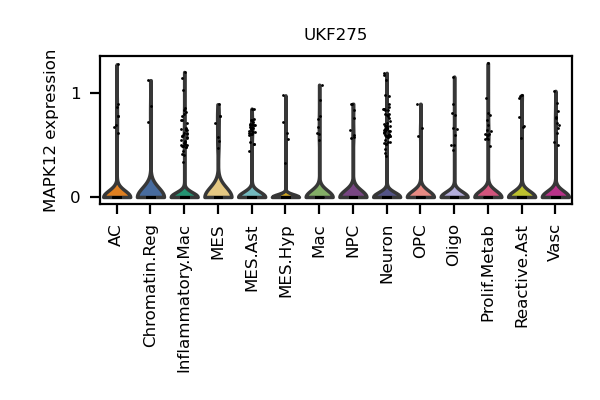 UKF275
MAPK12 expression
1
0
AC
Chromatin.Reg
Inflammatory.Mac
MES
MES.Ast
MES.Hyp
Mac
NPC
Neuron
OPC
Oligo
Prolif.Metab
Reactive.Ast
Vasc